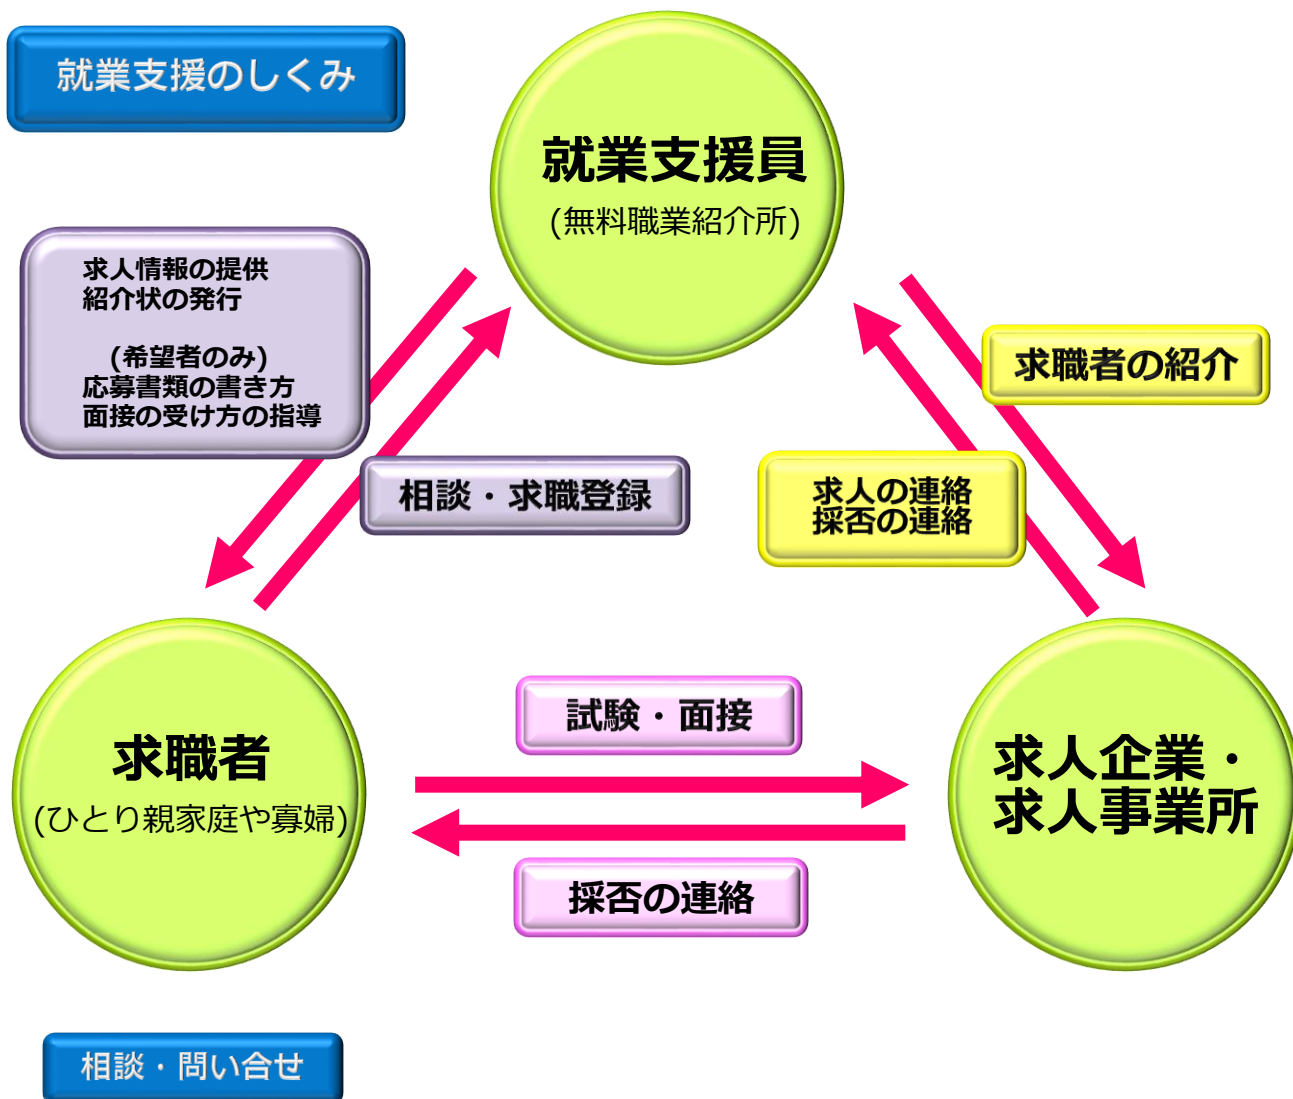 就業支援のしくみ
就業支援員
(無料職業紹介所)
求人情報の提供
紹介状の発行
(希望者のみ)
応募書類の書き方
面接の受け方の指導
求職者の紹介
相談・求職登録
求人の連絡
採否の連絡
試験・面接
求職者
(ひとり親家庭や寡婦)
求人企業・
求人事業所
採否の連絡
相談・問い合せ